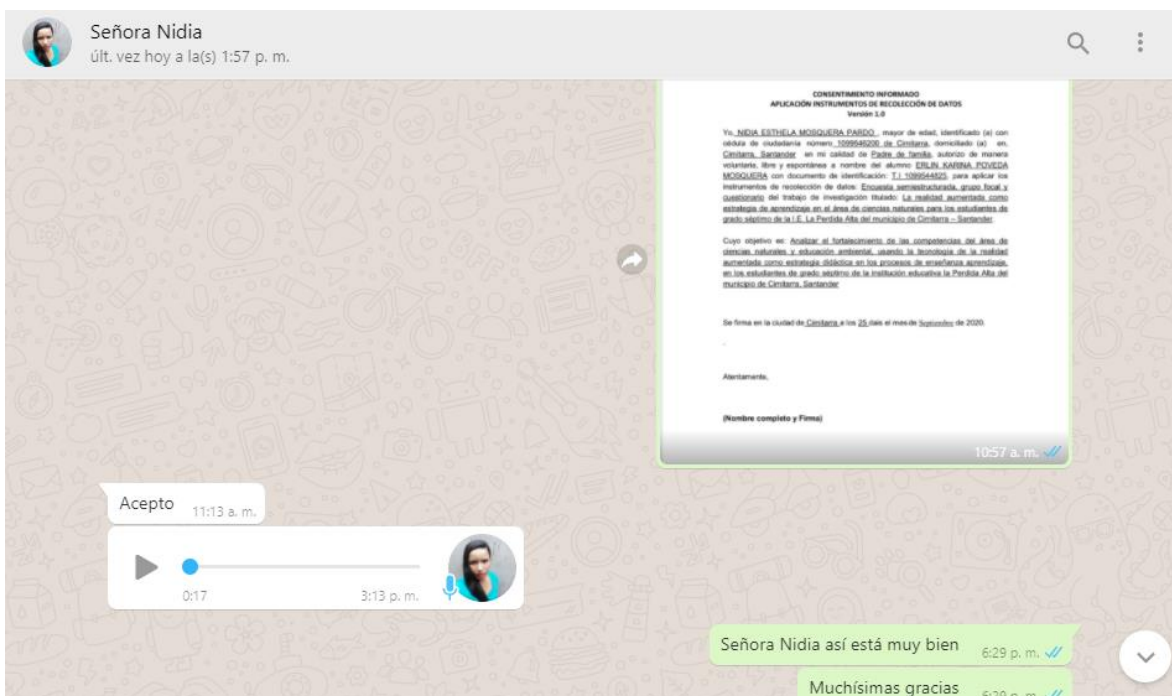 Señora Nidia
últ. vez hoy a la(s) 1:57 p. m.
CONSENTIMIENTO INFORMADO
APLICACIÓN INSTRUMENTOS DE RECOLECCIÓN DE DATOS
Versión 1.0
Yo, NIDIA ESTHELA MOSQUERA PARDO , mayor de edad, identificado (a) con
cédula de ciudadanía número 1099546200 de Cimitarra, domiciliado (a) en,
Cimitarra, Santander en mi calidad de Padre de familia, autorizo de manera
voluntaria, libre y espontánea a nombre del alumno ERLIN KARINA POVEDA
MOSQUERA con documento de identificación: T.I 1099544825, para aplicar los
instrumentos de recolección de datos: Encuesta semiestructurada, grupo focal y
cuestionario del trabajo de investigación titulado: La realidad aumentada como
estrategia de aprendizaje en el área de ciencias naturales para los estudiantes de
grado séptimo de la I.E. La Perdida Alta del municipio de Cimitarra – Santander.
Cuyo objetivo es: Analizar el fortalecimiento de las competencias del área de
ciencias naturales y educación ambiental, usando la tecnología de la realidad
aumentada como estrategia didáctica en los procesos de enseñanza aprendizaje,
en los estudiantes de grado séptimo de la institución educativa la Perdida Alta del
municipio de Cimitarra, Santander
Se firma en la ciudad de Cimitarra a los 25 dais el mes de Septiembre de 2020.
Atentamente,
(Nombre completo y Firma)
10:57 a. m.
Acepto 11:13 a. m.
0:17 3:13 p. m.
Señora Nidia así está muy bien 6:29 p. m.
Muchísimas gracias 6:29 p. m.